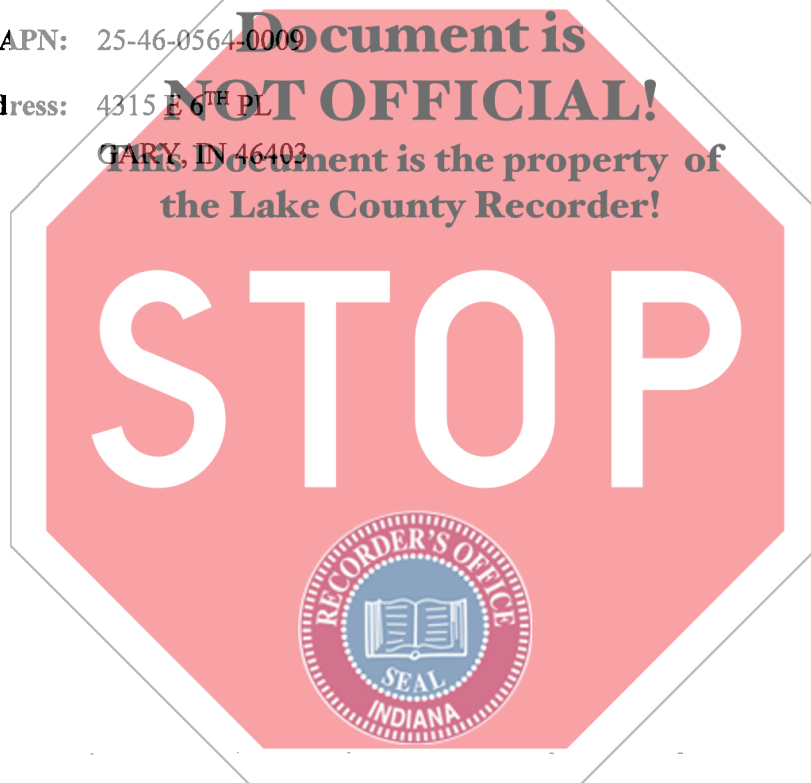 APN: 25-46-0564-0009
Document is
dress: 4315 E 6TH PL
NOT OFFICIAL!
GARY, IN 46403
This Document is the property of
the Lake County Recorder!
STOP
RECORDER'S OFFICE
SEAL
INDIANA